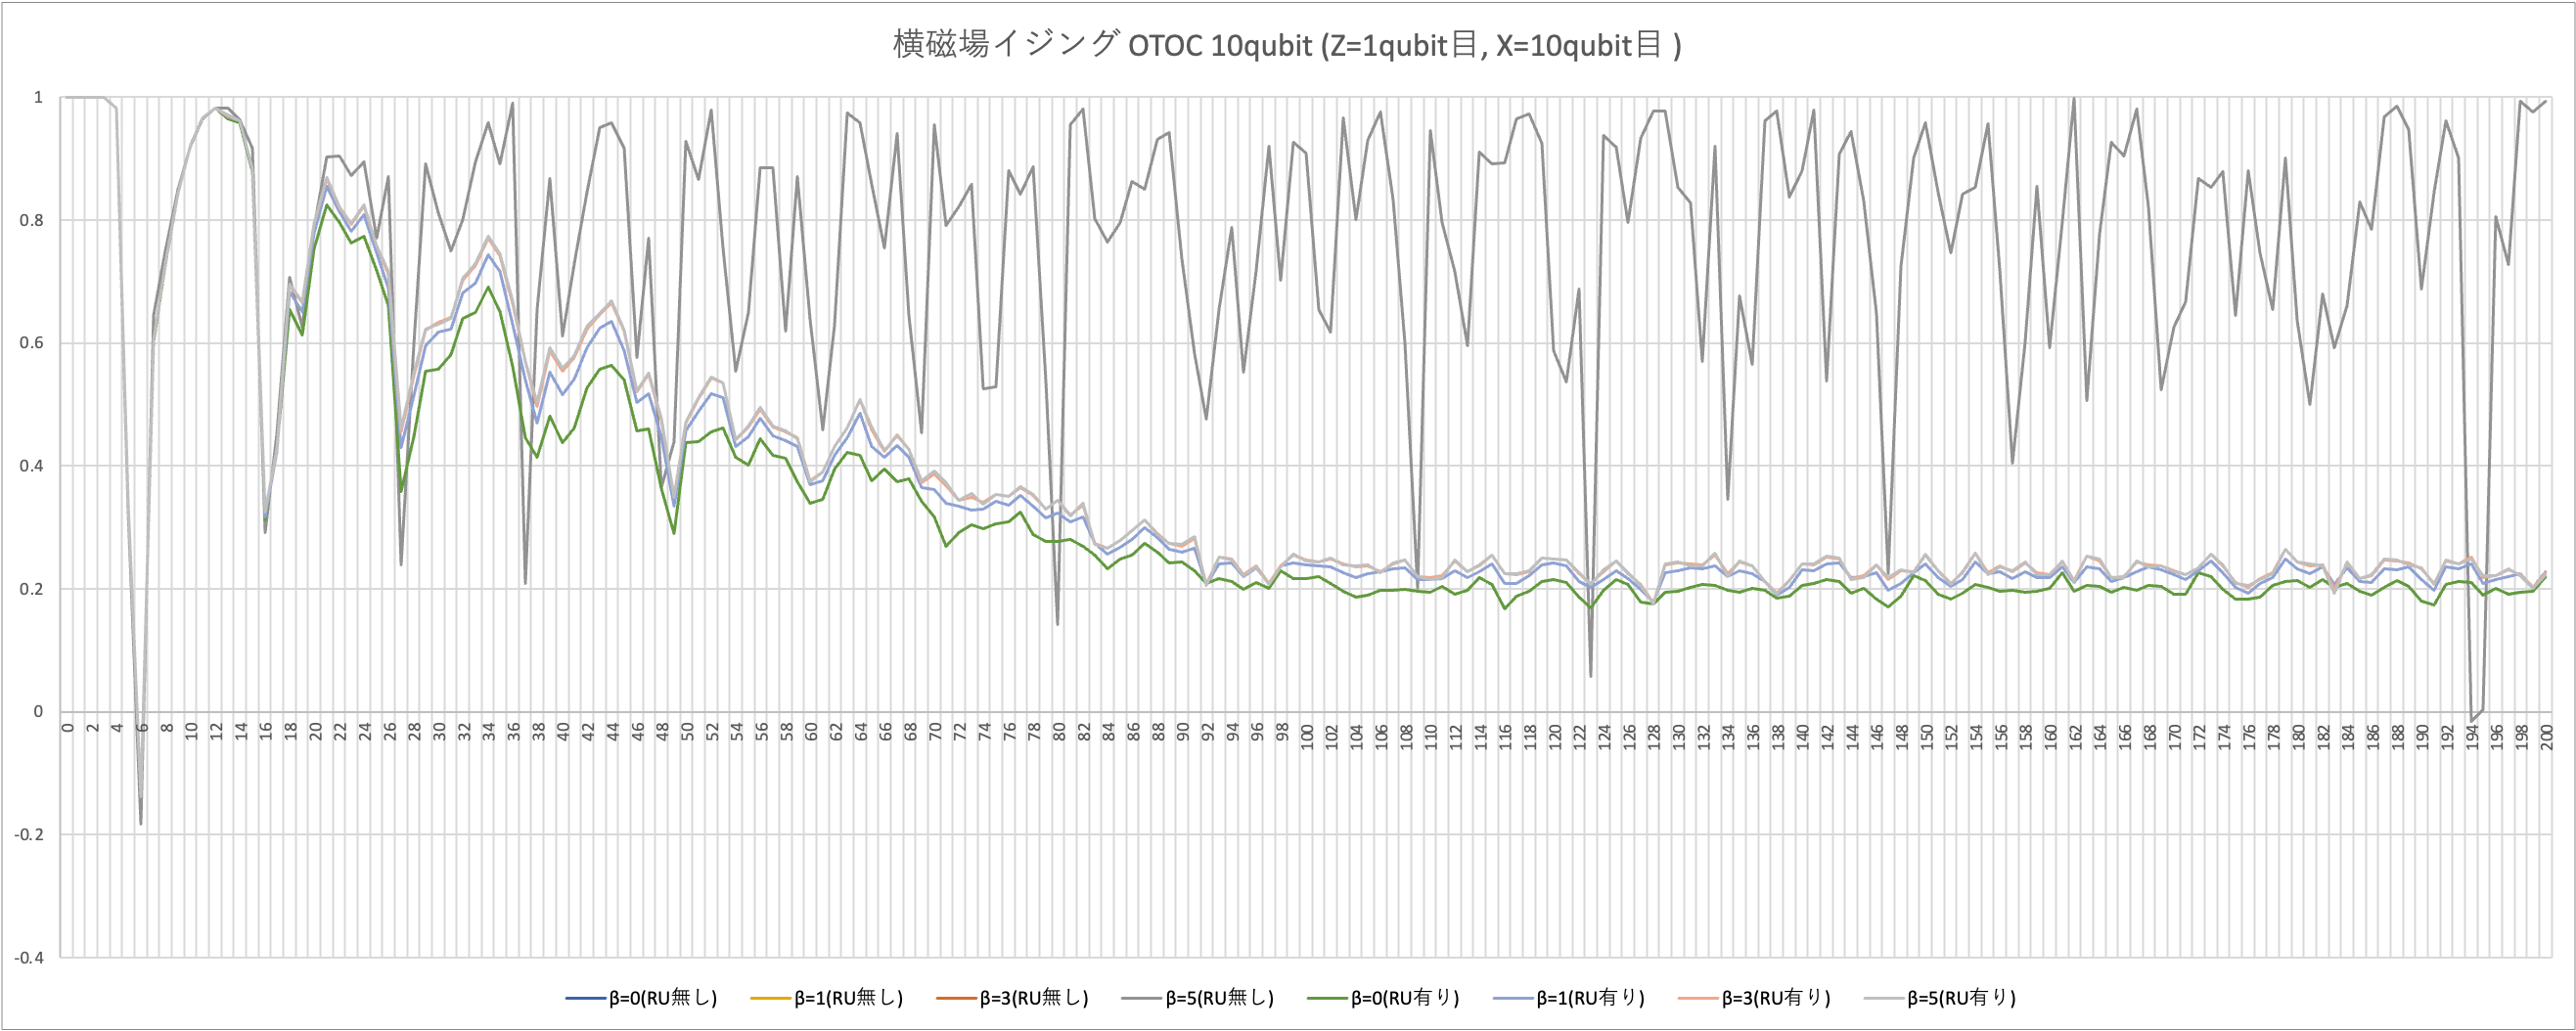 横磁場イジング OTOC 10qubit (Z=1qubit目, X=10qubit目 )
1
0.8
0.6
0.4
0.2
0
-0.2
-0.4
0 2 4 6 8 10 12 14 16 18 20 22 24 26 28 30 32 34 36 38 40 42 44 46 48 50 52 54 56 58 60 62 64 66 68 70 72 74 76 78 80 82 84 86 88 90 92 94 96 98 100 102 104 106 108 110 112 114 116 118 120 122 124 126 128 130 132 134 136 138 140 142 144 146 148 150 152 154 156 158 160 162 164 166 168 170 172 174 176 178 180 182 184 186 188 190 192 194 196 198 200
β=0(RU無し) β=1(RU無し) β=3(RU無し) β=5(RU無し) β=0(RU有り) β=1(RU有り) β=3(RU有り) β=5(RU有り)